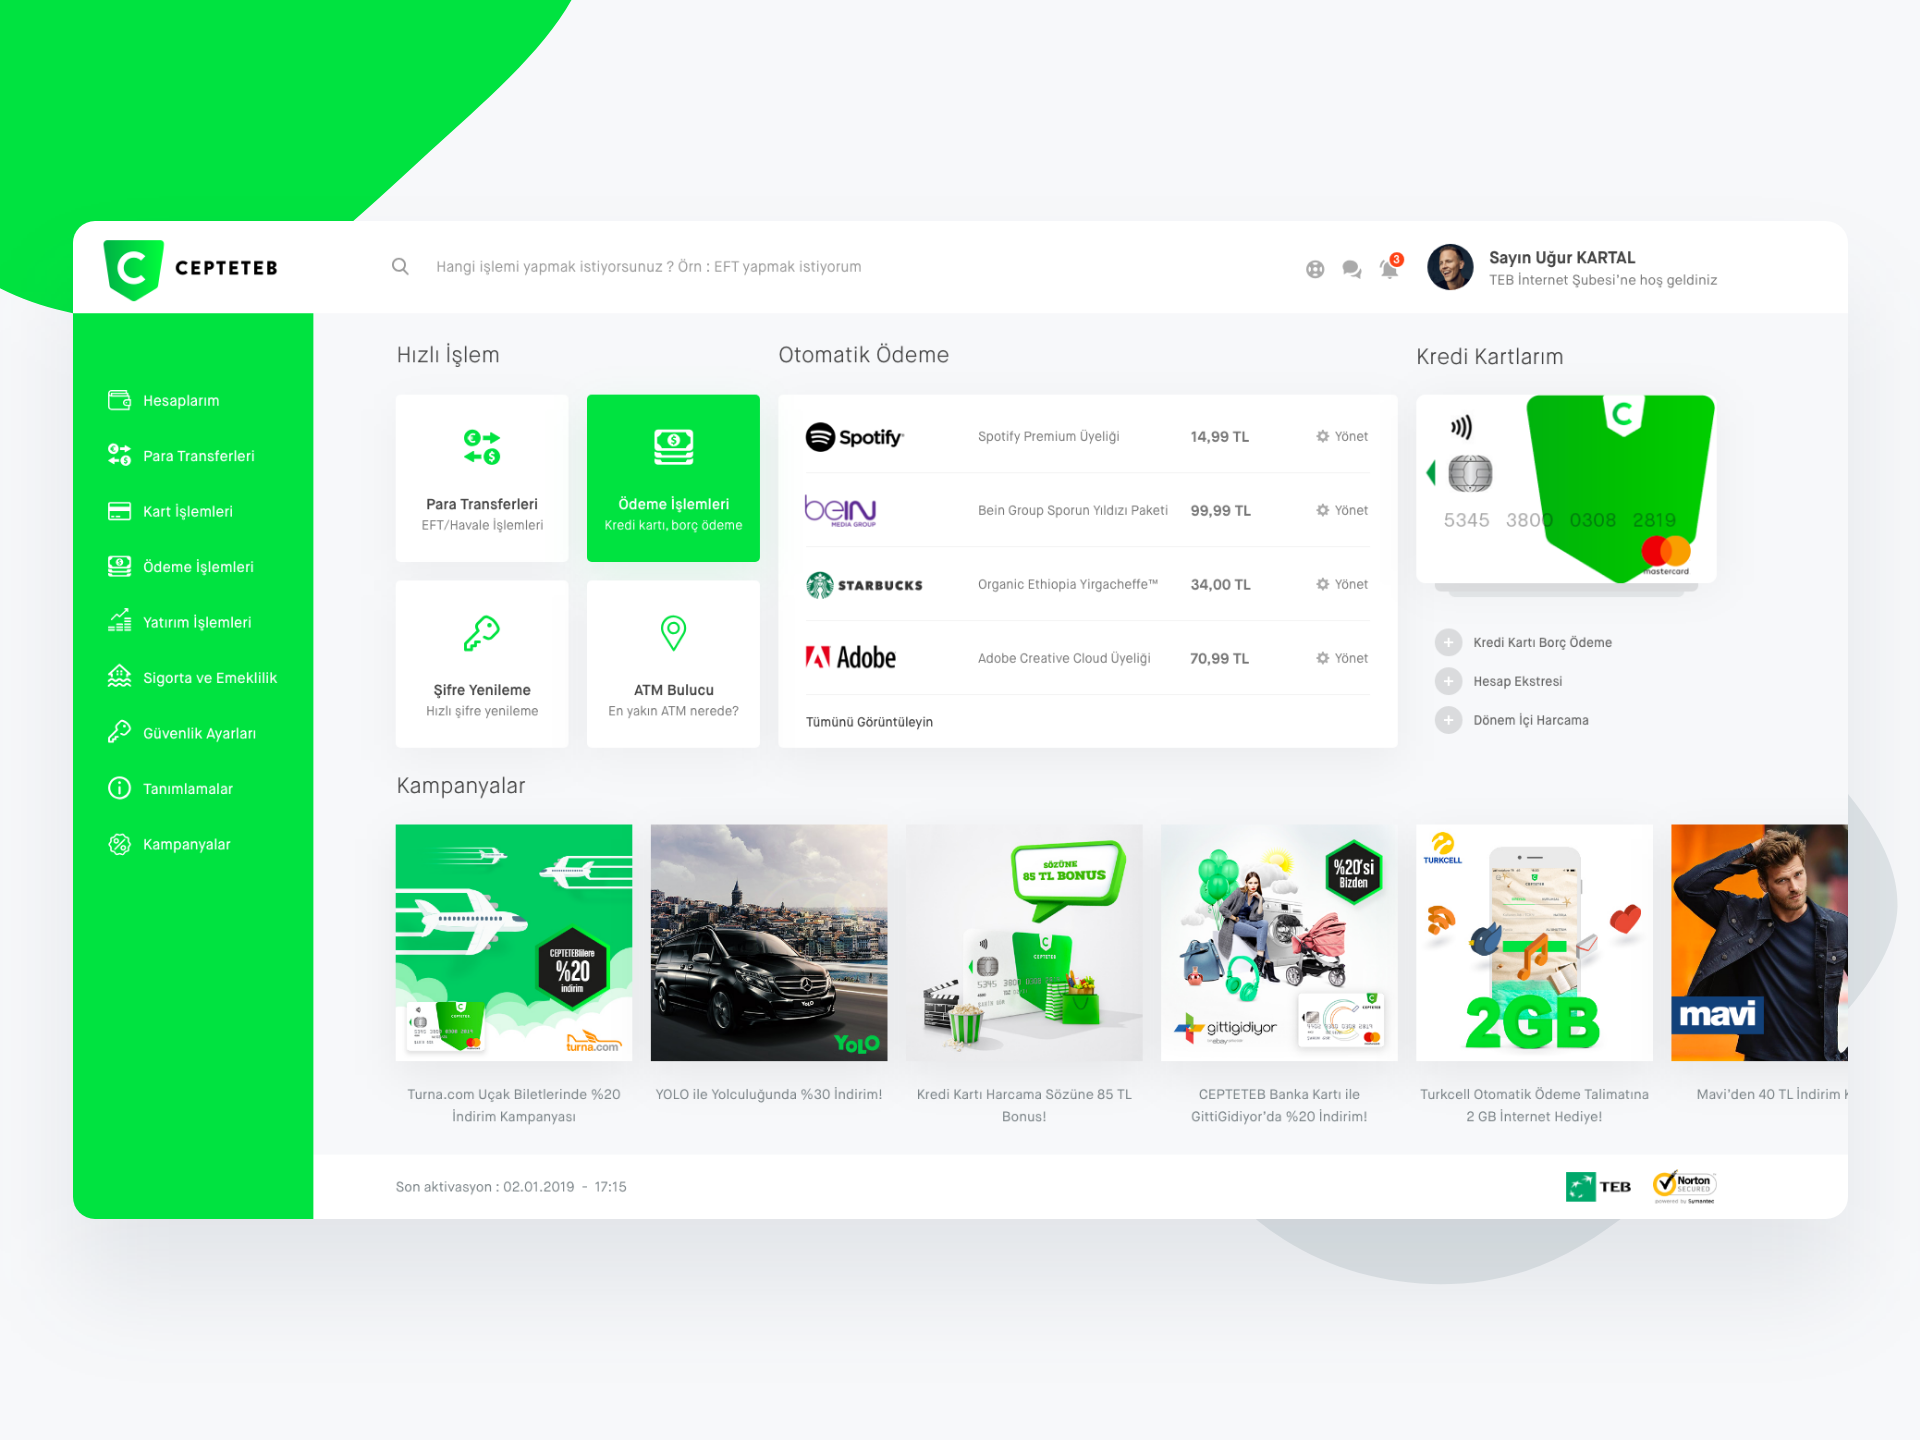 CEPTETEB
Hangi işlemi yapmak istiyorsunuz ? Örn : EFT yapmak istiyorum
3
Sayın Uğur KARTAL
TEB İnternet Şubesi'ne hoş geldiniz
Hesaplarım
Para Transferleri
Kart İşlemleri
Ödeme İşlemleri
Yatırım İşlemleri
Sigorta ve Emeklilik
Güvenlik Ayarları
Tanımlamalar
Kampanyalar
Hızlı İşlem
Para Transferleri
EFT/Havale İşlemleri
Ödeme İşlemleri
Kredi kartı, borç ödeme
Şifre Yenileme
Hızlı şifre yenileme
ATM Bulucu
En yakın ATM nerede?
Otomatik Ödeme
Spotify Spotify Premium Üyeliği 14,99 TL Yönet
beIN MEDIA GROUP Bein Group Sporun Yıldızı Paketi 99,99 TL Yönet
STARBUCKS Organic Ethiopia Yirgacheffe™ 34,00 TL Yönet
Adobe Adobe Creative Cloud Üyeliği 70,99 TL Yönet
Tümünü Görüntüleyin
Kredi Kartlarım
C
5345 3800 0308 2819
mastercard
Kredi Kartı Borç Ödeme
Hesap Ekstresi
Dönem İçi Harcama
Kampanyalar
CEPTETEBlilere
%20
indirim
turna.com
Turna.com Uçak Biletlerinde %20
İndirim Kampanyası
YOLO
YOLO
YOLO ile Yolculuğunda %30 İndirim!
SÖZÜNE
85 TL BONUS
CEPTETEB
Kredi Kartı Harcama Sözüne 85 TL
Bonus!
%20'si
Bizden
gittigidiyor
CEPTETEB
CEPTETEB Banka Kartı ile
GittiGidiyor'da %20 İndirim!
TURKCELL
2GB
Turkcell Otomatik Ödeme Talimatına
2 GB İnternet Hediye!
mavi
Mavi'den 40 TL İndirim
Son aktivasyon : 02.01.2019 - 17:15
TEB
Norton
SECURED
powered by Symantec